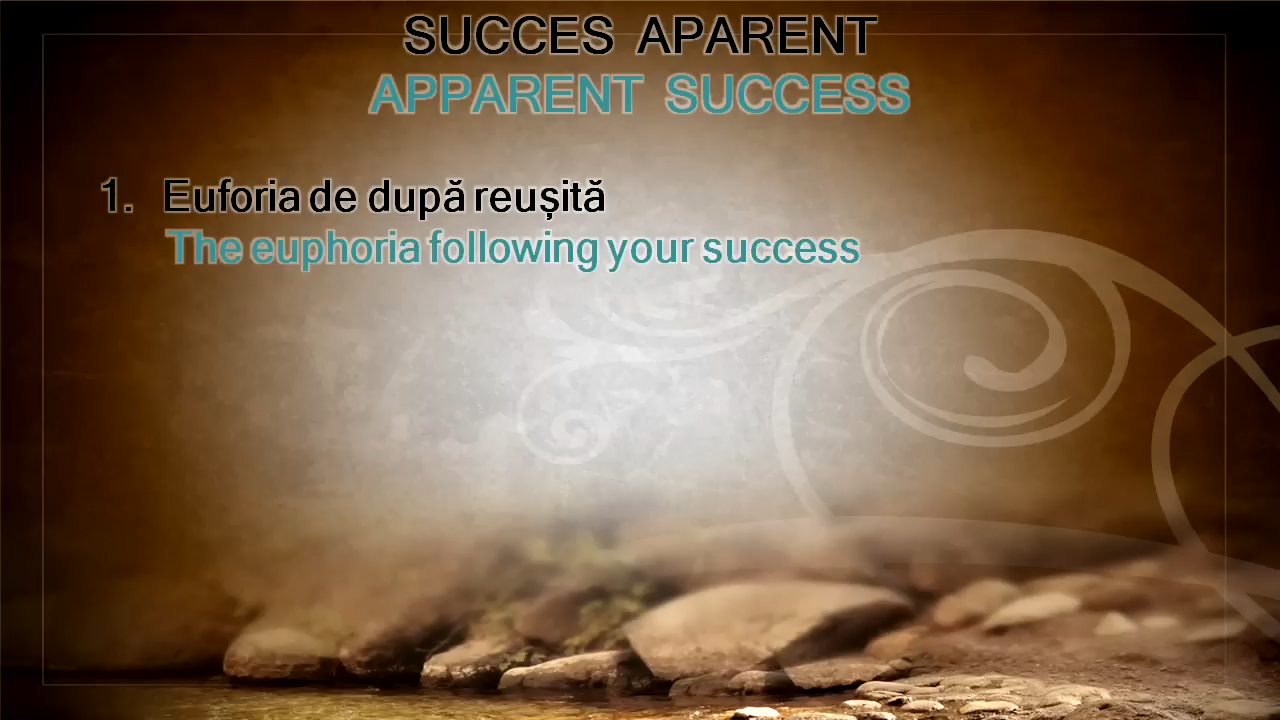 SUCCES APARENT
APPARENT SUCCESS
1. Euforia de după reușită
The euphoria following your success